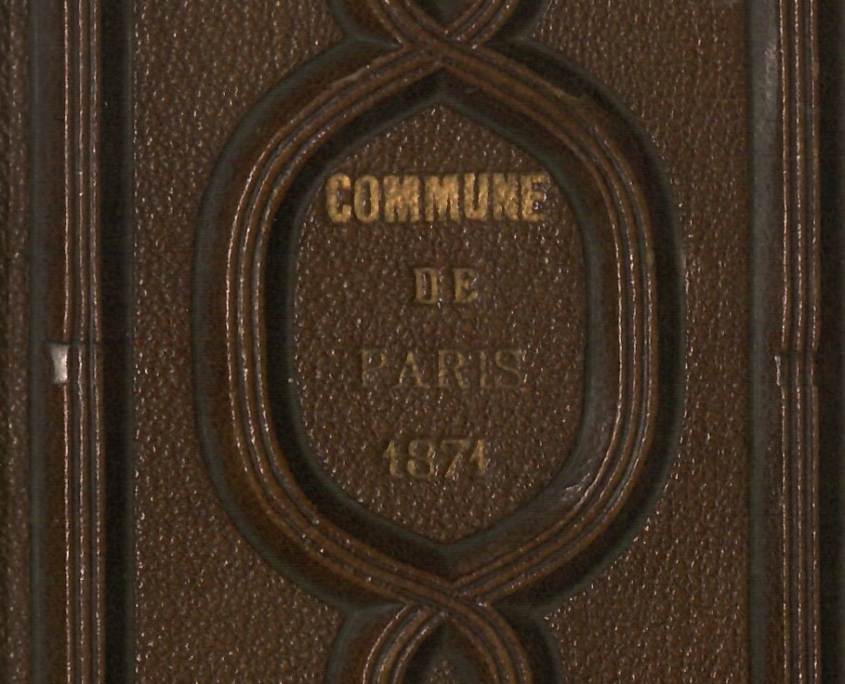 COMMUNE
DE
PARIS
1871